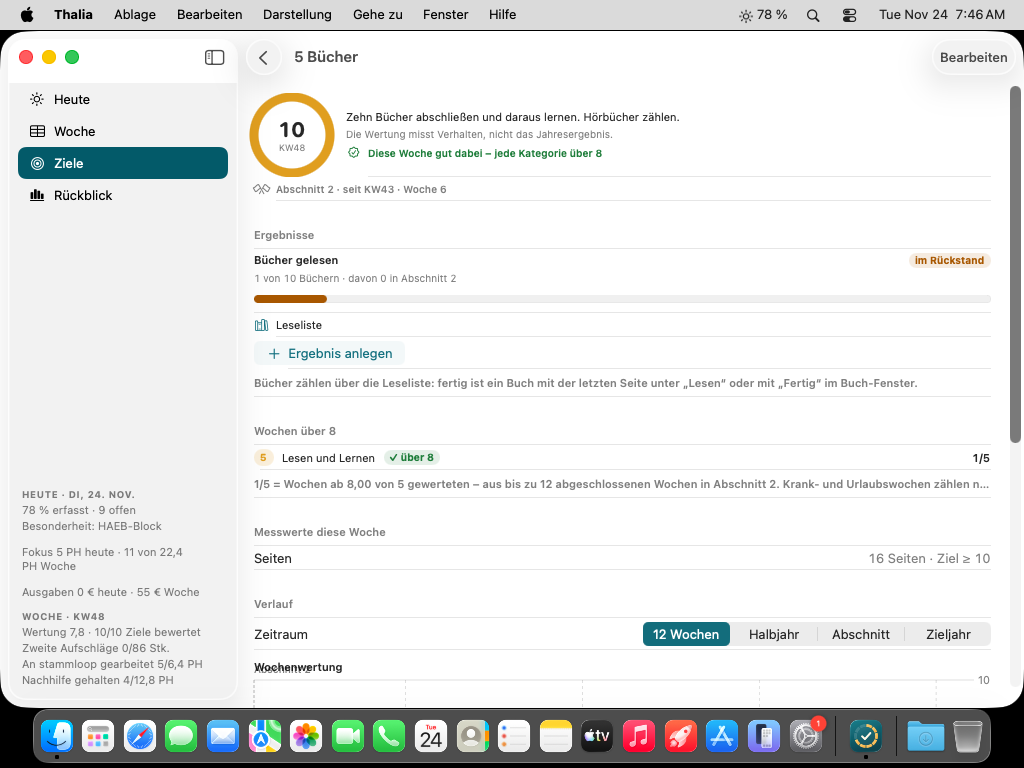 Thalia Ablage Bearbeiten Darstellung Gehe zu Fenster Hilfe 78 % Tue Nov 24 7:46 AM
5 Bücher
Bearbeiten
Heute
Woche
Ziele
Rückblick
HEUTE · DI, 24. NOV.
78 % erfasst · 9 offen
Besonderheit: HAEB-Block
Fokus 5 PH heute · 11 von 22,4
PH Woche
Ausgaben 0 € heute · 55 € Woche
WOCHE · KW48
Wertung 7,8 · 10/10 Ziele bewertet
Zweite Aufschläge 0/86 Stk.
An stammloop gearbeitet 5/6,4 PH
Nachhilfe gehalten 4/12,8 PH
10
KW48
Zehn Bücher abschließen und daraus lernen. Hörbücher zählen.
Die Wertung misst Verhalten, nicht das Jahresergebnis.
Diese Woche gut dabei – jede Kategorie über 8
Abschnitt 2 · seit KW43 · Woche 6
Ergebnisse
Bücher gelesen im Rückstand
1 von 10 Büchern · davon 0 in Abschnitt 2
Leseliste
+ Ergebnis anlegen
Bücher zählen über die Leseliste: fertig ist ein Buch mit der letzten Seite unter „Lesen“ oder mit „Fertig“ im Buch-Fenster.
Wochen über 8
5 Lesen und Lernen ✓ über 8 1/5
1/5 = Wochen ab 8,00 von 5 gewerteten – aus bis zu 12 abgeschlossenen Wochen in Abschnitt 2. Krank- und Urlaubswochen zählen n...
Messwerte diese Woche
Seiten 16 Seiten · Ziel ≥ 10
Verlauf
Zeitraum 12 Wochen Halbjahr Abschnitt Zieljahr
Wochenwertung
10
Tue
24
tv
1